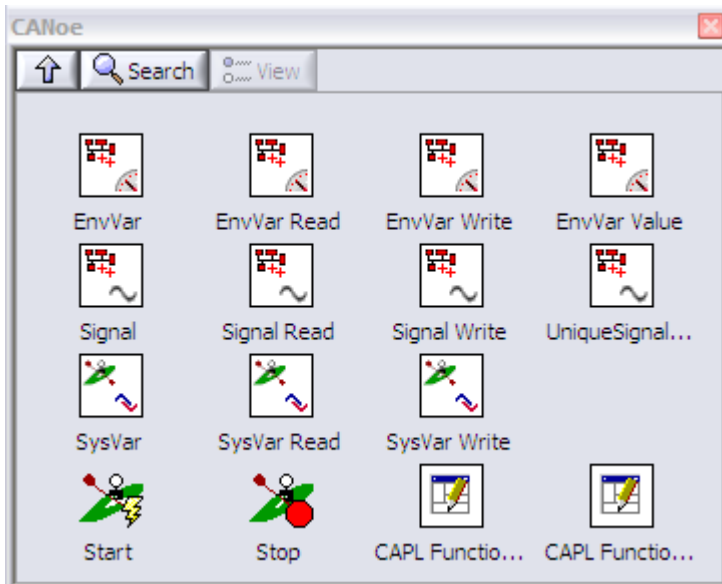 CANoe
Search View
EnvVar EnvVar Read EnvVar Write EnvVar Value
Signal Signal Read Signal Write UniqueSignal...
SysVar SysVar Read SysVar Write
Start Stop CAPL Functio... CAPL Functio...